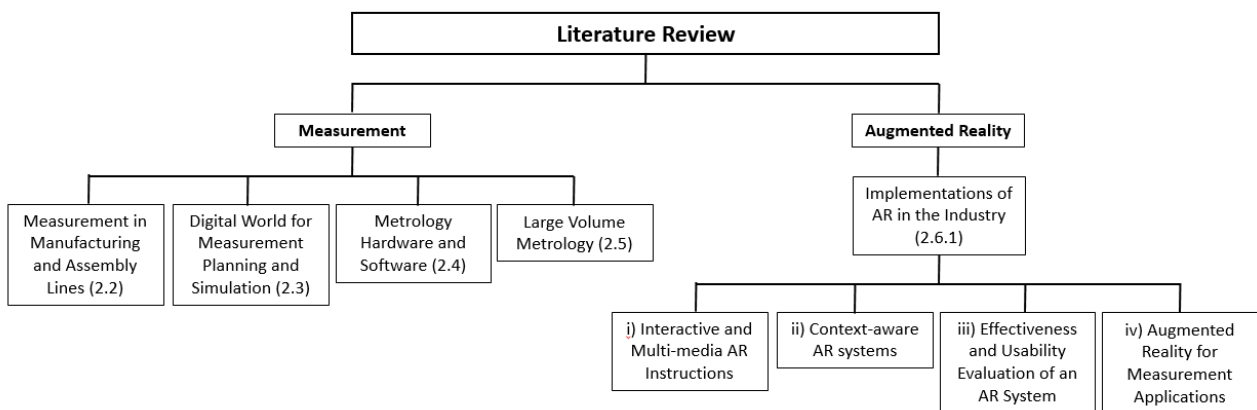 Literature Review
Measurement
Augmented Reality
Measurement in
Manufacturing
and Assembly
Lines (2.2)
Digital World for
Measurement
Planning and
Simulation (2.3)
Metrology
Hardware and
Software (2.4)
Large Volume
Metrology (2.5)
Implementations of
AR in the Industry
(2.6.1)
i) Interactive and
Multi-media AR
Instructions
ii) Context-aware
AR systems
iii) Effectiveness
and Usability
Evaluation of an
AR System
iv) Augmented
Reality for
Measurement
Applications